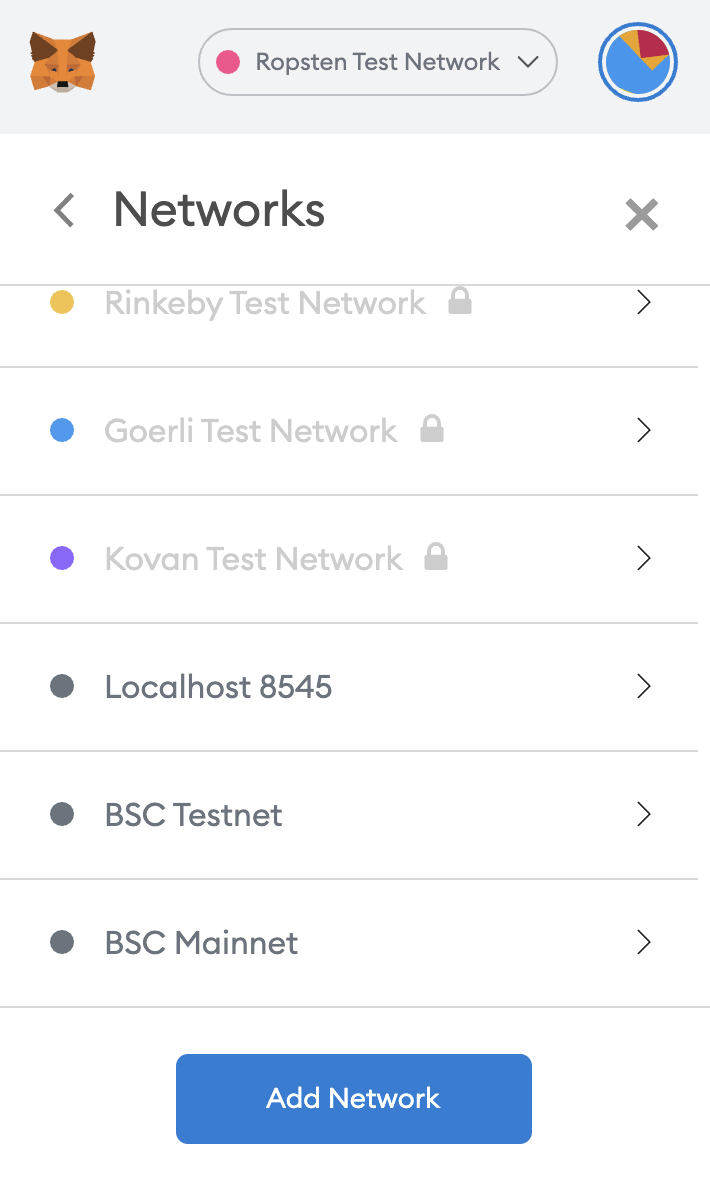 Ropsten Test Network
Networks
Rinkeby Test Network
Goerli Test Network
Kovan Test Network
Localhost 8545
BSC Testnet
BSC Mainnet
Add Network